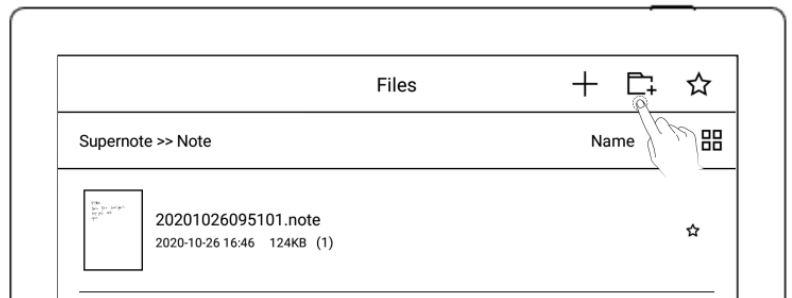 Files
Supernote >> Note
Name
20201026095101.note
2020-10-26 16:46 124KB (1)